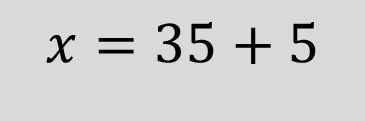 x = 35 + 5